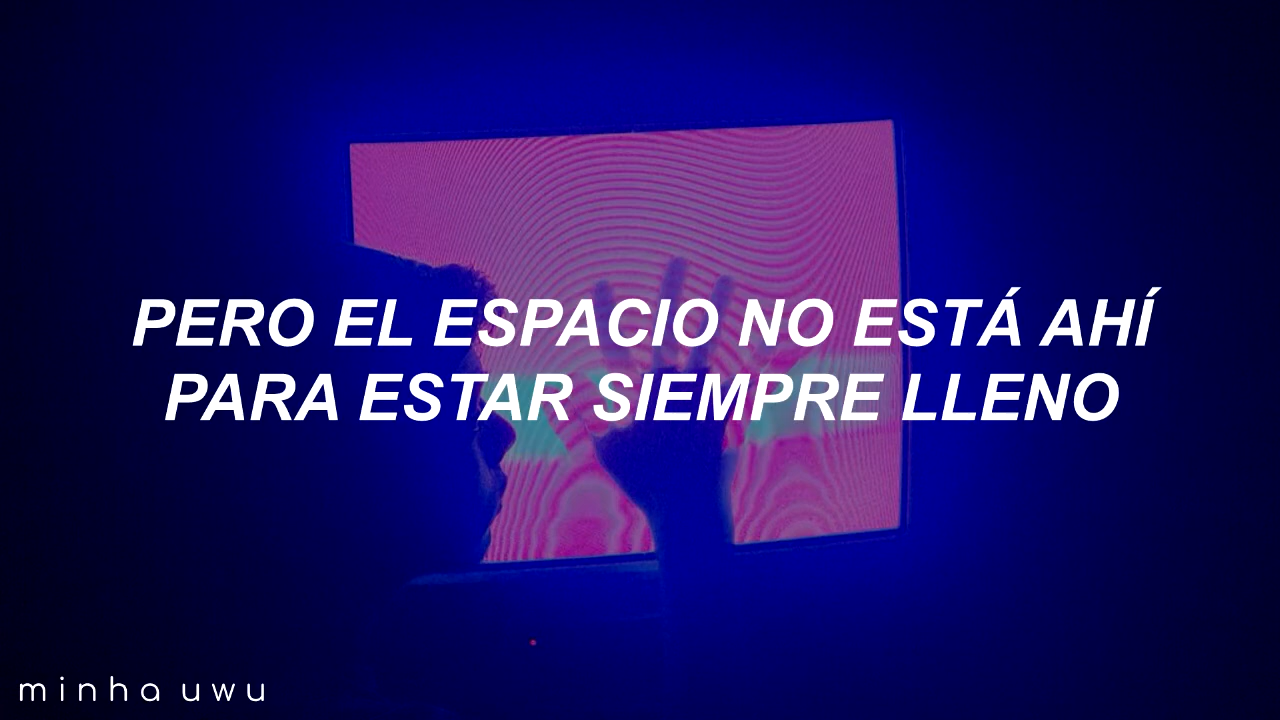 PERO EL ESPACIO NO ESTÁ AHÍ
PARA ESTAR SIEMPRE LLENO
minha uwu